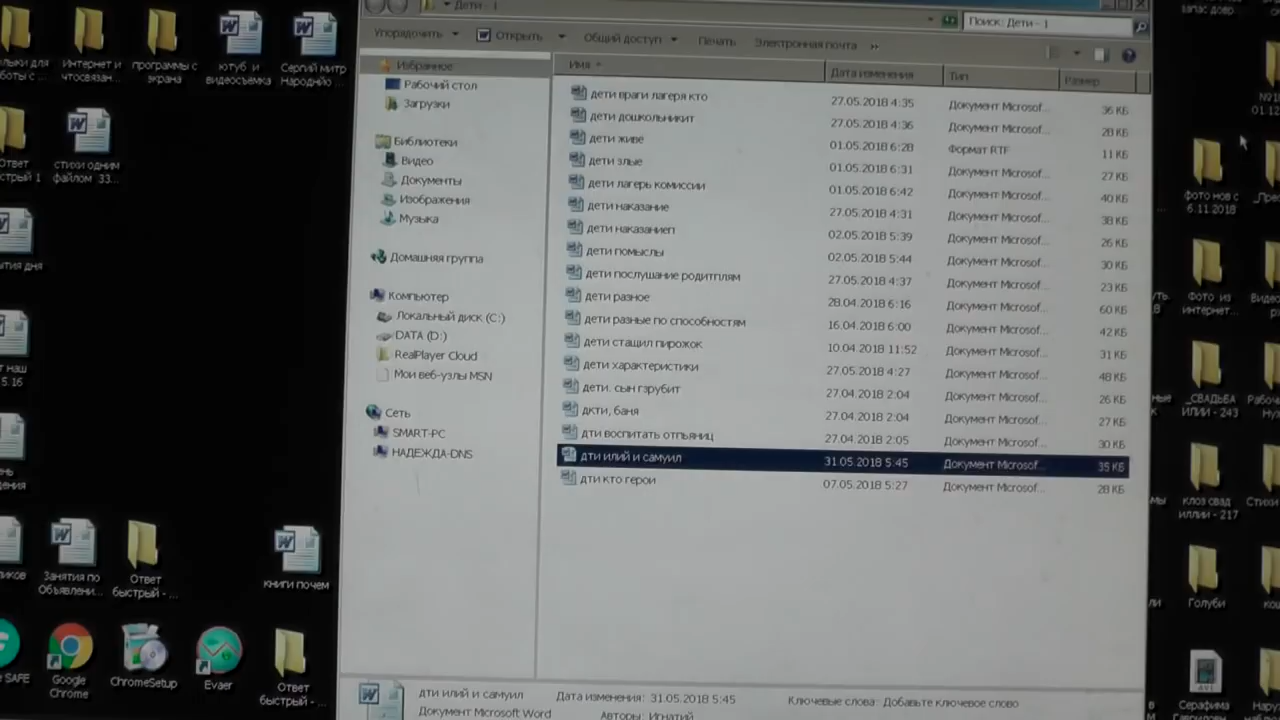 Дети - 1
Поиск: Дети - 1
Упорядочить
Открыть
Общий доступ
Печать
Электронная почта
»
Избранное
Рабочий стол
Загрузки
Библиотеки
Видео
Документы
Изображения
Музыка
Домашняя группа
Компьютер
Локальный диск (C:)
DATA (D:)
RealPlayer Cloud
Мои веб-узлы MSN
Сеть
SMART-PC
НАДЕЖДА-DNS
Имя Дата изменения Тип Размер
дети враги лагеря кто 27.05.2018 4:35 Документ Microsof... 36 КБ
дети дошкольникит 27.05.2018 4:36 Документ Microsof... 28 КБ
дети живе 01.05.2018 6:28 Формат RTF 11 КБ
дети злые 01.05.2018 6:31 Документ Microsof... 27 КБ
дети лагерь комиссии 01.05.2018 6:42 Документ Microsof... 40 КБ
дети наказание 27.05.2018 4:31 Документ Microsof... 38 КБ
дети наказаниеп 02.05.2018 5:39 Документ Microsof... 26 КБ
дети помыслы 02.05.2018 5:44 Документ Microsof... 30 КБ
дети послушание родитплям 27.05.2018 4:37 Документ Microsof... 23 КБ
дети разное 28.04.2018 6:16 Документ Microsof... 60 КБ
дети разные по способностям 16.04.2018 6:00 Документ Microsof... 42 КБ
дети стащил пирожок 10.04.2018 11:52 Документ Microsof... 31 КБ
дети характеристики 27.05.2018 4:27 Документ Microsof... 48 КБ
дети. сын гзрубит 27.04.2018 2:04 Документ Microsof... 26 КБ
дкти, баня 27.04.2018 2:04 Документ Microsof... 27 КБ
дти воспитать отпьяниц 27.04.2018 2:05 Документ Microsof... 30 КБ
дти илий и самуил 31.05.2018 5:45 Документ Microsof... 35 КБ
дти кто герои 07.05.2018 5:27 Документ Microsof... 28 КБ
дти илий и самуил Дата изменения: 31.05.2018 5:45 Ключевые слова: Добавьте ключевое слово
Документ Microsoft Word Авторы: Игнатий
Интернет и
чтосвязан...
программы с
экрана
ютуб и
видеосъёмка
Сергий митр
Народню ...
Ответ
стрый 1
стихи одним
файлом 33...
Занятия по
Объявлени...
Ответ
быстрый - ...
книги почем
SAFE
Google
Chrome
ChromeSetup
Evaer
Ответ
быстрый - ...
фото нов с
6.11.2018
Фото из
интернет...
_СВАДЬБА
ИЛИИ - 243
клоз свад
иллии - 217
Голуби
Серафима